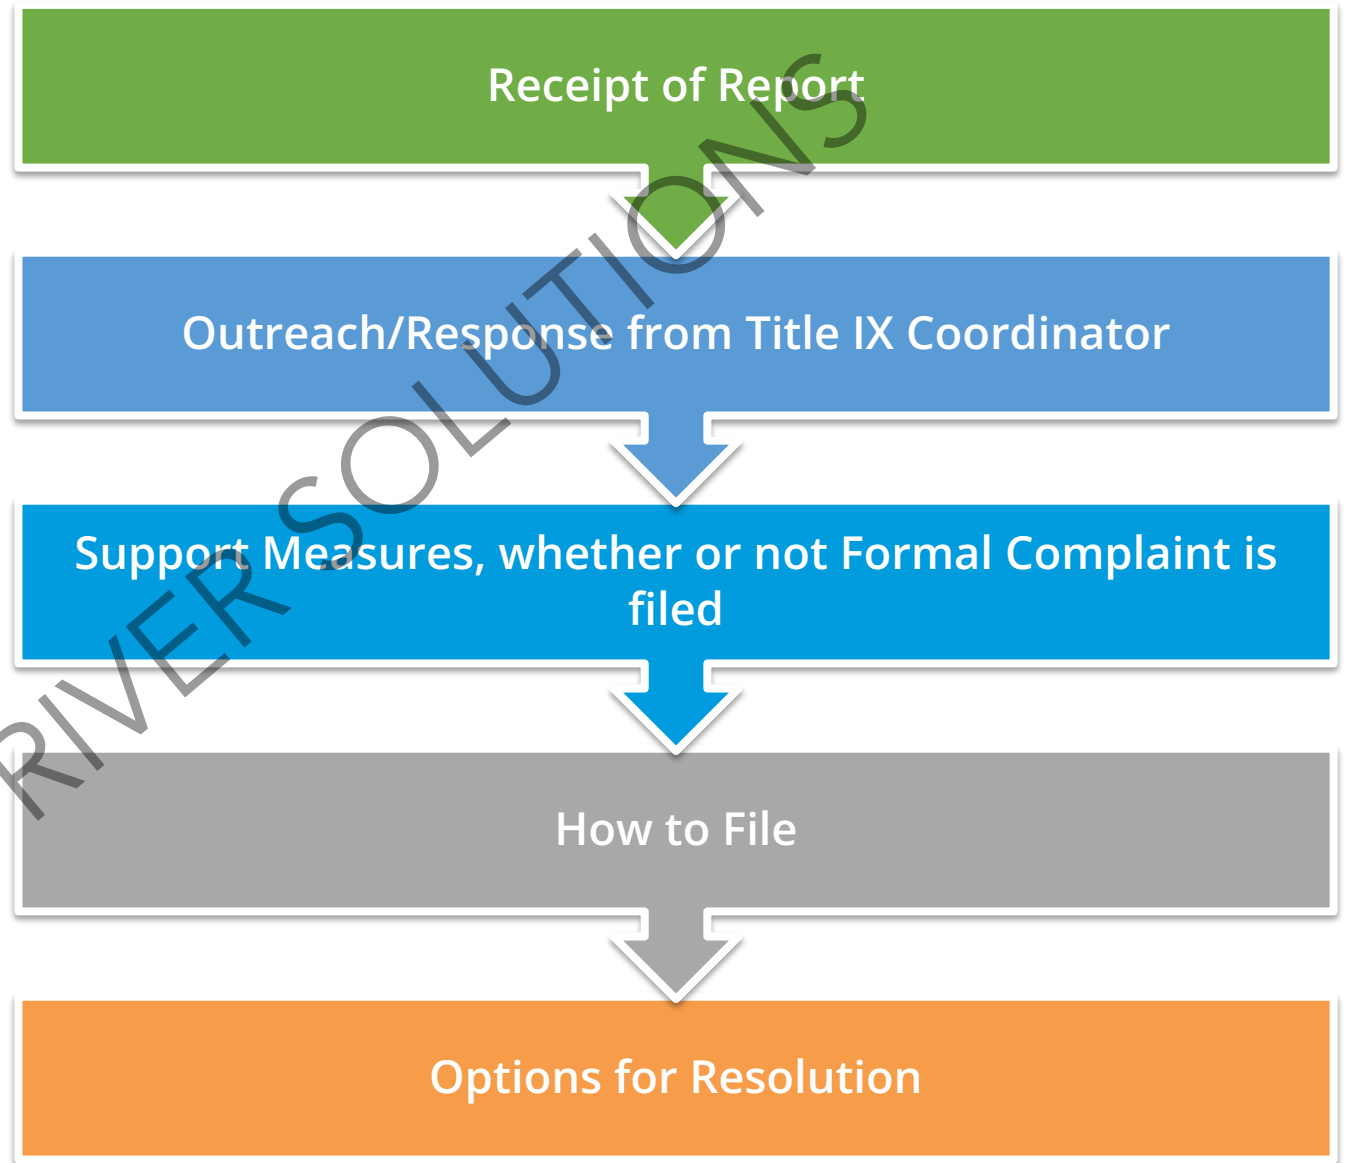 Receipt of Report
Outreach/Response from Title IX Coordinator
Support Measures, whether or not Formal Complaint is
filed
How to File
Options for Resolution
RIVER SOLUTIONS